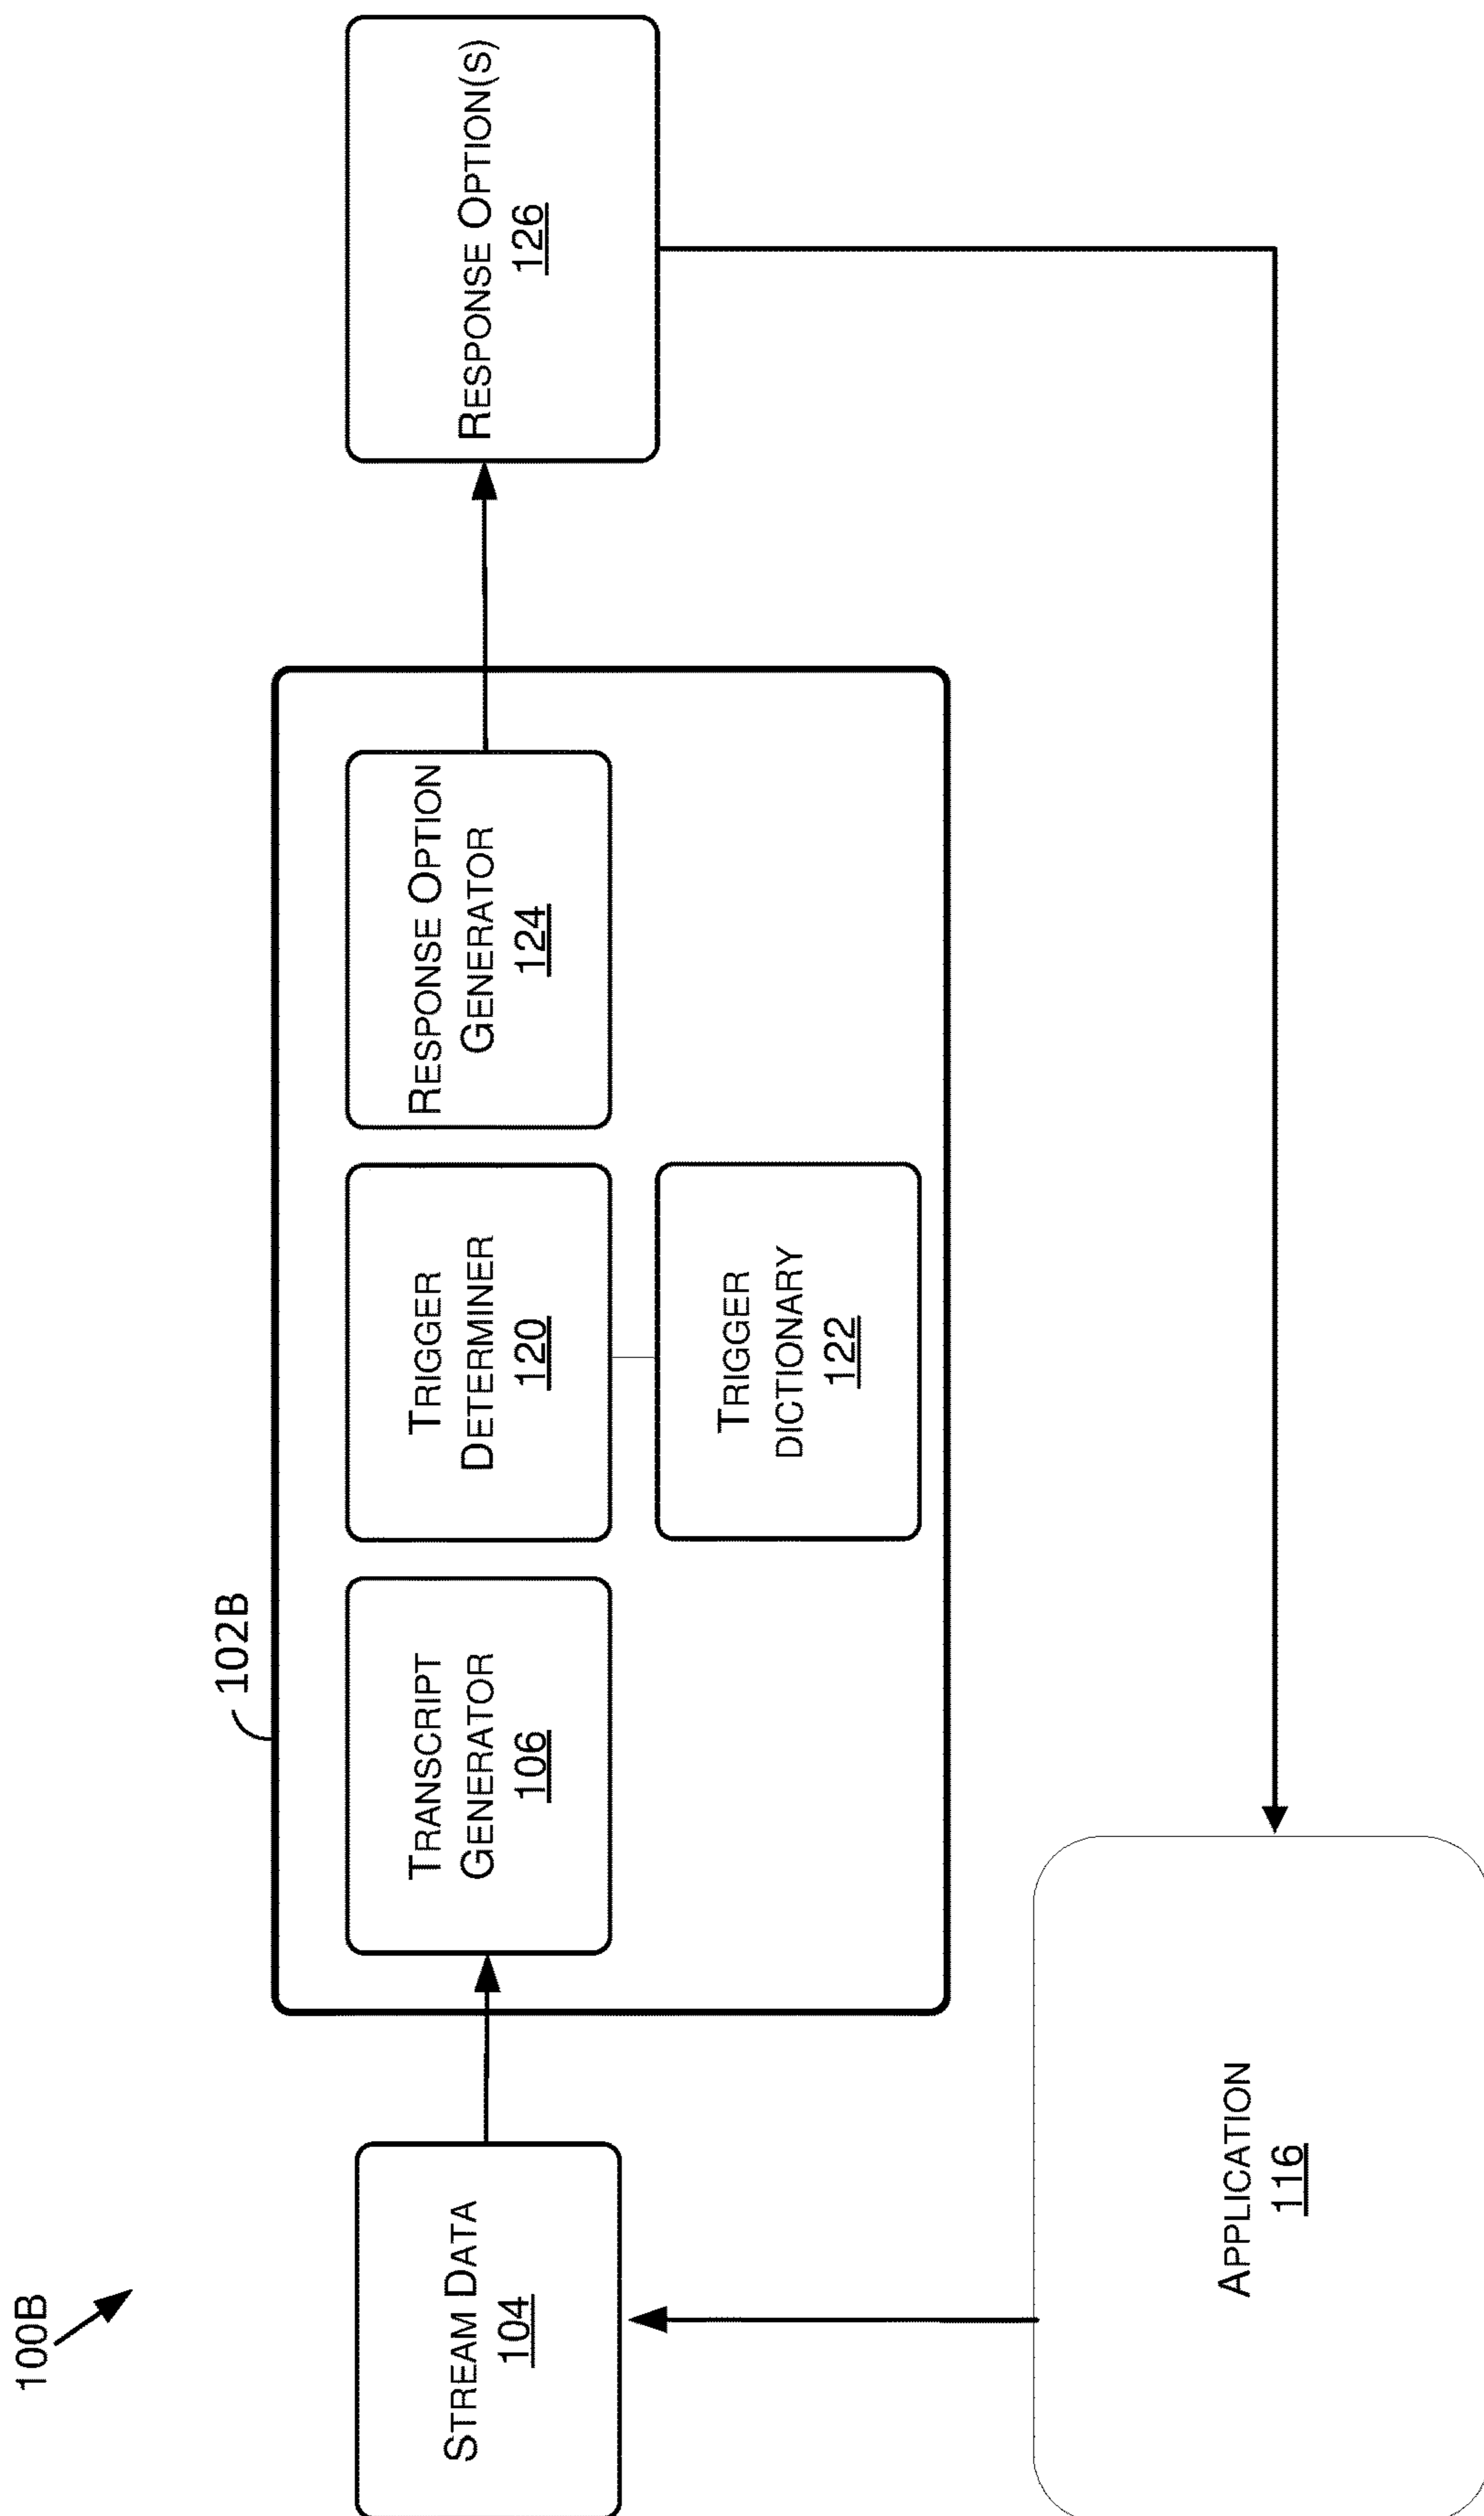 100B
102B
STREAM DATA
104
TRANSCRIPT
GENERATOR
106
TRIGGER
DETERMINER
120
TRIGGER
DICTIONARY
122
RESPONSE OPTION
GENERATOR
124
RESPONSE OPTION(S)
126
APPLICATION
116